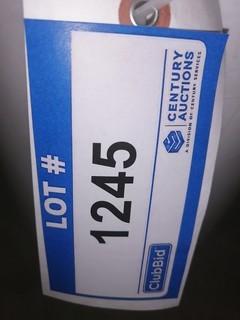 LOT #
1245
CENTURY
AUCTIONS
A DIVISION OF CENTURY SERVICES
ClubBid